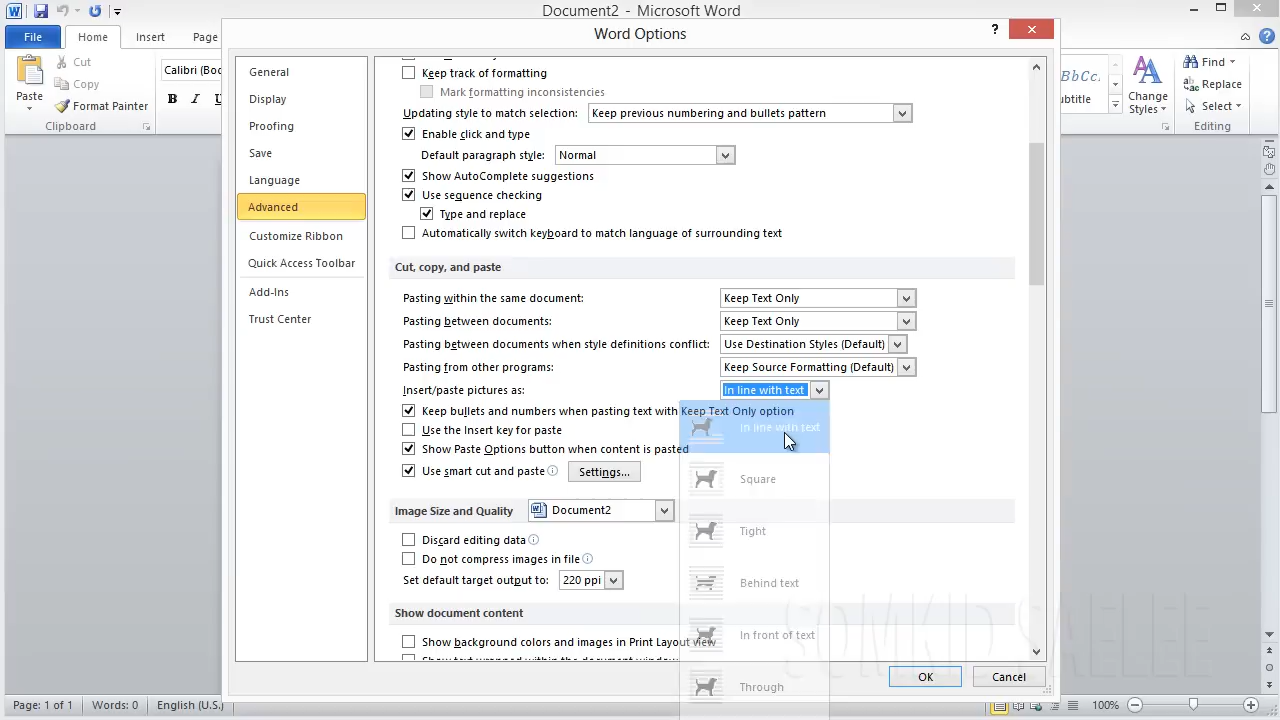 Document2 - Microsoft Word
File Home Insert Page
Word Options
Cut
Copy
Paste
Format Painter
Clipboard
Calibri (Boo
B I U
BbCc.
ubtitle
Change Styles
Find
Replace
Select
Editing
General
Display
Proofing
Save
Language
Advanced
Customize Ribbon
Quick Access Toolbar
Add-Ins
Trust Center
Keep track of formatting
Mark formatting inconsistencies
Updating style to match selection: Keep previous numbering and bullets pattern
Enable click and type
Default paragraph style: Normal
Show AutoComplete suggestions
Use sequence checking
Type and replace
Automatically switch keyboard to match language of surrounding text
Cut, copy, and paste
Pasting within the same document: Keep Text Only
Pasting between documents: Keep Text Only
Pasting between documents when style definitions conflict: Use Destination Styles (Default)
Pasting from other programs: Keep Source Formatting (Default)
Insert/paste pictures as: In line with text
Keep bullets and numbers when pasting text with Keep Text Only option
Use the Insert key for paste
Show Paste Options button when content is pasted
Use smart cut and paste Settings...
In line with text
Square
Tight
Behind text
In front of text
Through
Image Size and Quality Document2
Discard editing data
Do not compress images in file
Set default target output to: 220 ppi
Show document content
Show background colors and images in Print Layout view
Show text wrapped within the document window
OK Cancel
Page: 1 of 1 Words: 0 English (U.S.) 100%